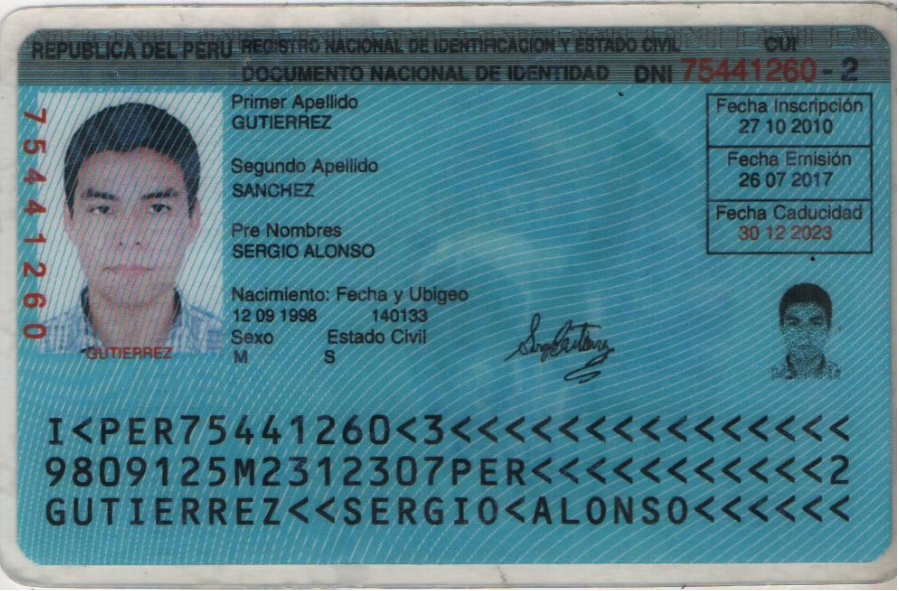 REPUBLICA DEL PERU REGISTRO NACIONAL DE IDENTIFICACION Y ESTADO CIVIL CUI
DOCUMENTO NACIONAL DE IDENTIDAD DNI 75441260 - 2
75441260
Primer Apellido
GUTIERREZ
Segundo Apellido
SANCHEZ
Pre Nombres
SERGIO ALONSO
Nacimiento: Fecha y Ubigeo
12 09 1998 140133
Sexo Estado Civil
M S
Fecha Inscripción
27 10 2010
Fecha Emisión
26 07 2017
Fecha Caducidad
30 12 2023
GUTIERREZ
I<PER75441260<3<<<<<<<<<<<<<<<
9809125M2312307PER<<<<<<<<<<<2
GUTIERREZ<<SERGIO<ALONSO<<<<<<